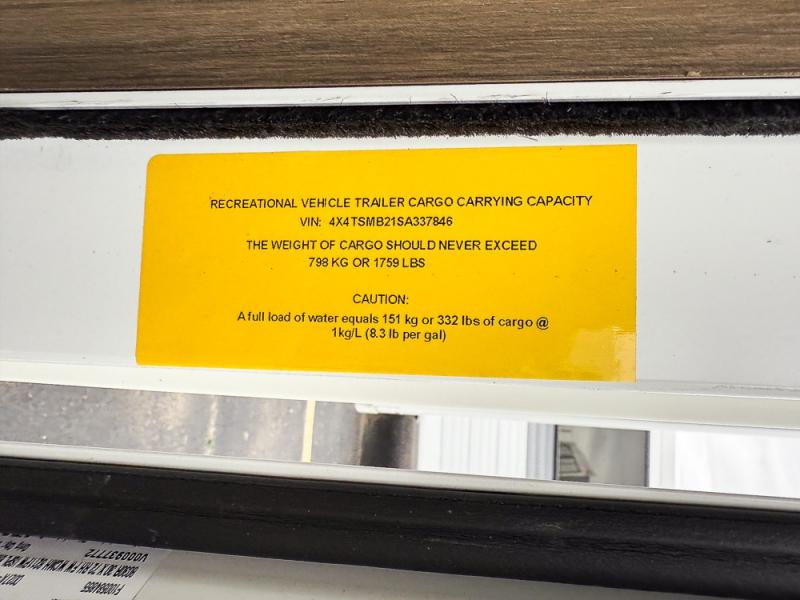 RECREATIONAL VEHICLE TRAILER CARGO CARRYING CAPACITY
VIN: 4X4TSMB21SA337846
THE WEIGHT OF CARGO SHOULD NEVER EXCEED
798 KG OR 1759 LBS
CAUTION:
A full load of water equals 151 kg or 332 lbs of cargo @
1kg/L (8.3 lb per gal)
V000937772